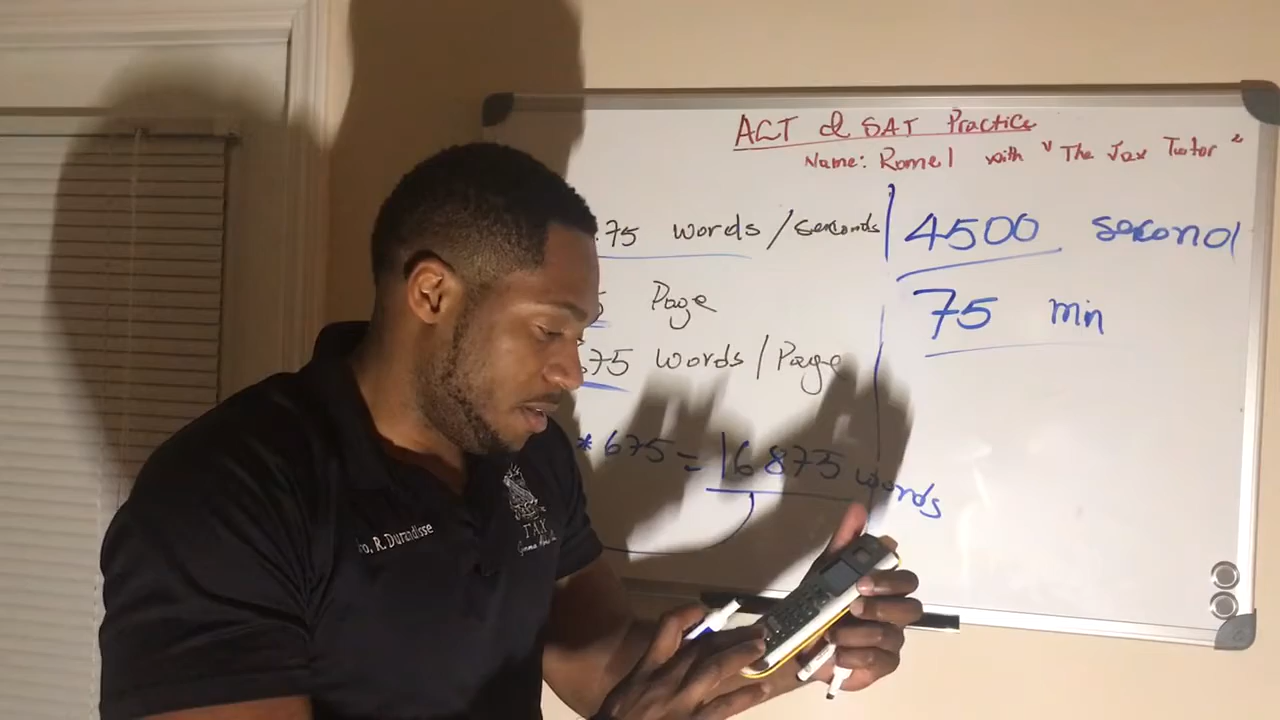 ACT & SAT Practice
Name: Romel with "The Jax Tutor"
.75 words/seconds
Page
75 words/Page
* 675 = 16875 words
4500 second
75 min
R. Durandisse